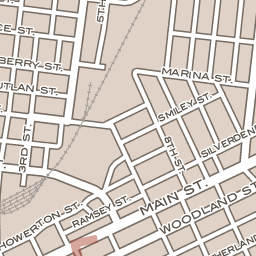 5TH
CE ST.
BERRY ST.
UTLAN ST.
MARINA ST.
SMILEY ST.
3RD ST.
8TH ST.
SILVERDEN
MAIN ST.
RAMSEY ST.
WOODLAND ST
HOWERTON ST.
HERLAN